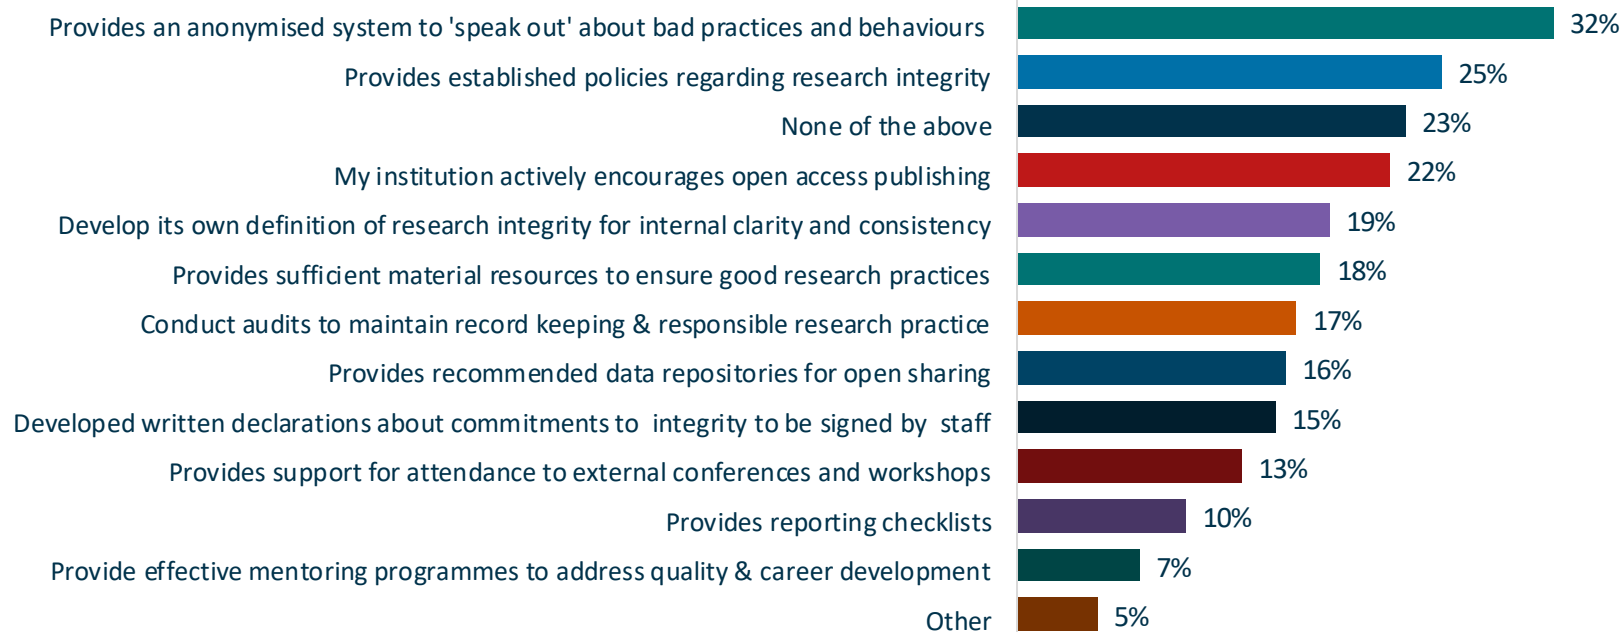 Provides an anonymised system to 'speak out' about bad practices and behaviours 32%
Provides established policies regarding research integrity 25%
None of the above 23%
My institution actively encourages open access publishing 22%
Develop its own definition of research integrity for internal clarity and consistency 19%
Provides sufficient material resources to ensure good research practices 18%
Conduct audits to maintain record keeping & responsible research practice 17%
Provides recommended data repositories for open sharing 16%
Developed written declarations about commitments to integrity to be signed by staff 15%
Provides support for attendance to external conferences and workshops 13%
Provides reporting checklists 10%
Provide effective mentoring programmes to address quality & career development 7%
Other 5%